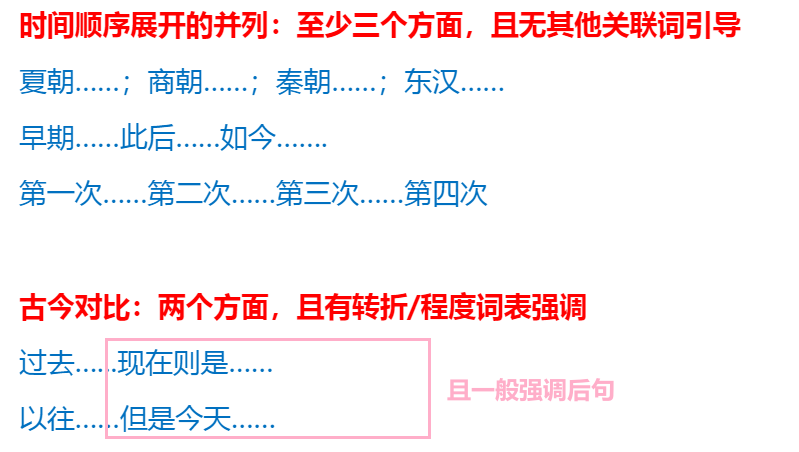 时间顺序展开的并列：至少三个方面，且无其他关联词引导
夏朝……；商朝……；秦朝……；东汉……
早期……此后……如今…….
第一次……第二次……第三次……第四次
古今对比：两个方面，且有转折/程度词表强调
过去……现在则是……
且一般强调后句
以往……但是今天……